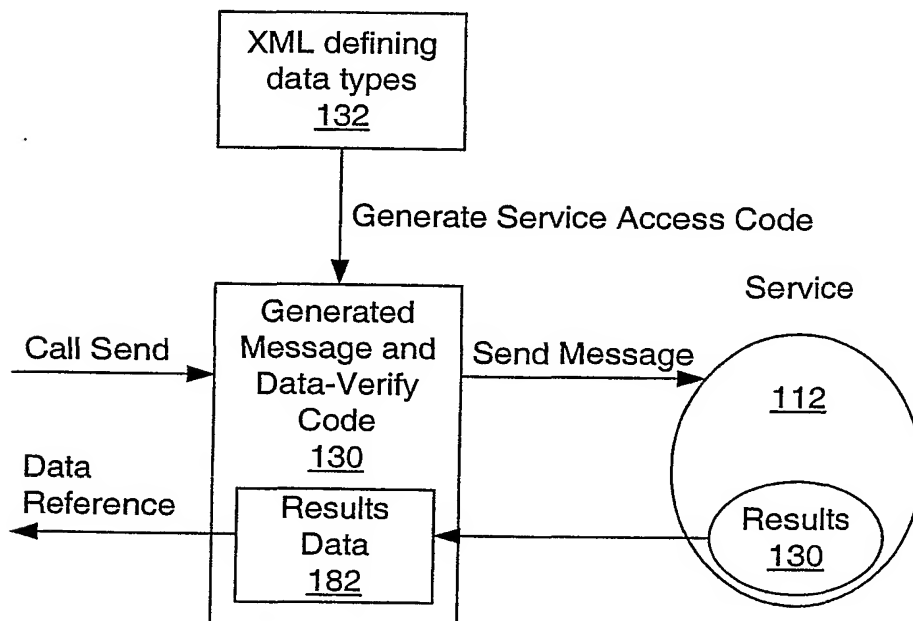 XML defining
data types
132
Generate Service Access Code
Service
Generated
Message and
Data-Verify
Code
130
Call Send
Send Message
112
Data
Reference
Results
Data
182
Results
130